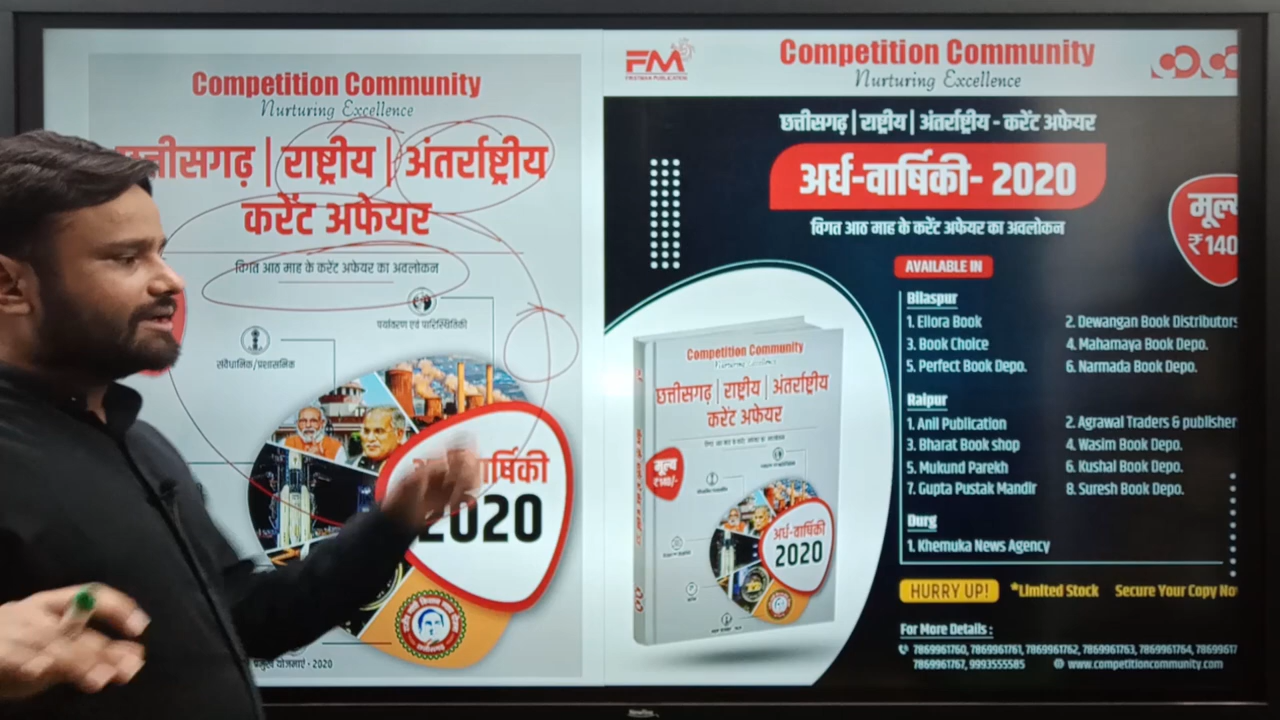 Competition Community
Nurturing Excellence
छत्तीसगढ़ | राष्ट्रीय | अंतर्राष्ट्रीय
करेंट अफेयर
विगत आठ माह के करेंट अफेयर का अवलोकन
पर्यावरण एवं पारिस्थितिकी
संवैधानिक/प्रशासनिक
2020
प्रमुख योजनाएं - 2020
FM
Competition Community
Nurturing Excellence
छत्तीसगढ़ | राष्ट्रीय | अंतर्राष्ट्रीय - करेंट अफेयर
अर्ध-वार्षिकी- 2020
विगत आठ माह के करेंट अफेयर का अवलोकन
मूल्
₹140
AVAILABLE IN
Bilaspur
1. Ellora Book 2. Dewangan Book Distributors
3. Book Choice 4. Mahamaya Book Depo.
5. Perfect Book Depo. 6. Narmada Book Depo.
Raipur
1. Anil Publication 2. Agrawal Traders & publisher
3. Bharat Book shop 4. Wasim Book Depo.
5. Mukund Parekh 6. Kushal Book Depo.
7. Gupta Pustak Mandir 8. Suresh Book Depo.
Durg
1. Khemuka News Agency
HURRY UP! *Limited Stock Secure Your Copy No
For More Details :
7869961760, 7869961761, 7869961762, 7869961763, 7869961764, 78699617
7869961767, 9993555585 www.competitioncommunity.com
Competition Community
Nurturing Excellence
छत्तीसगढ़ | राष्ट्रीय | अंतर्राष्ट्रीय
करेंट अफेयर
मूल्य
₹140/-
अर्ध-वार्षिकी
2020